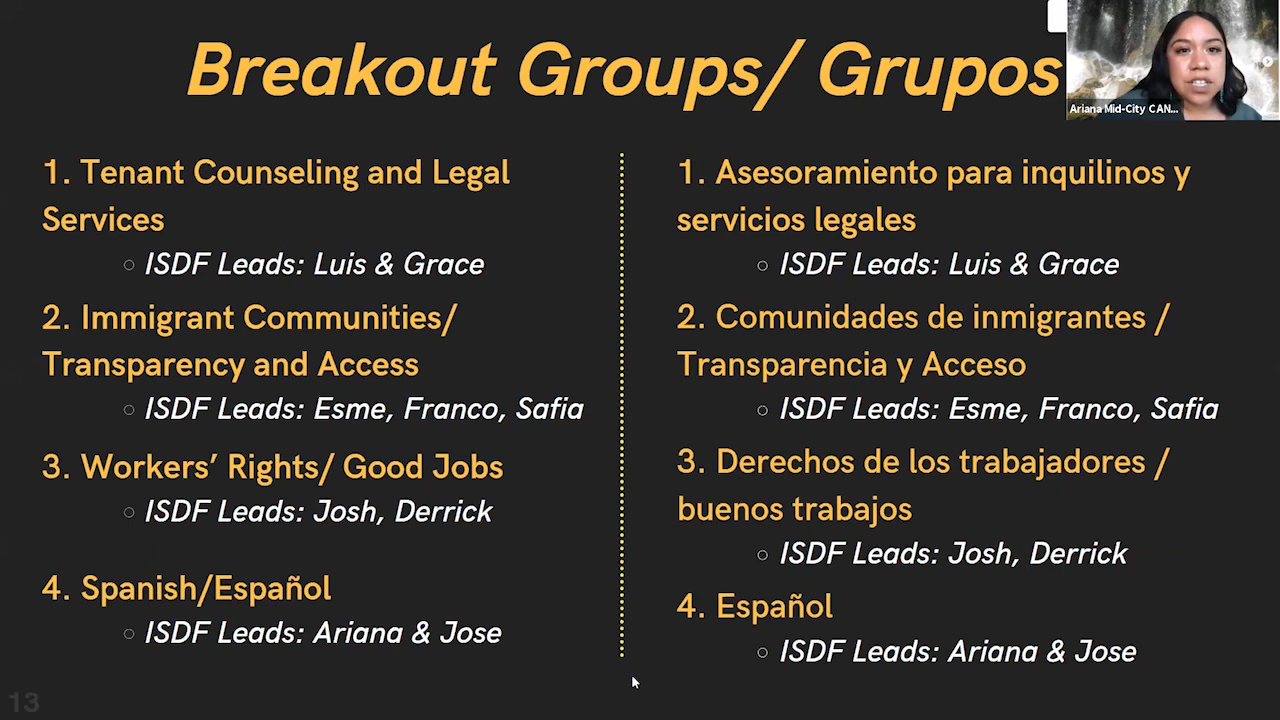 Breakout Groups/ Grupos
Ariana Mid-City CAN...
1. Tenant Counseling and Legal
Services
○ ISDF Leads: Luis & Grace
2. Immigrant Communities/
Transparency and Access
○ ISDF Leads: Esme, Franco, Safia
3. Workers’ Rights/ Good Jobs
○ ISDF Leads: Josh, Derrick
4. Spanish/Español
○ ISDF Leads: Ariana & Jose
1. Asesoramiento para inquilinos y
servicios legales
○ ISDF Leads: Luis & Grace
2. Comunidades de inmigrantes /
Transparencia y Acceso
○ ISDF Leads: Esme, Franco, Safia
3. Derechos de los trabajadores /
buenos trabajos
○ ISDF Leads: Josh, Derrick
4. Español
○ ISDF Leads: Ariana & Jose
13